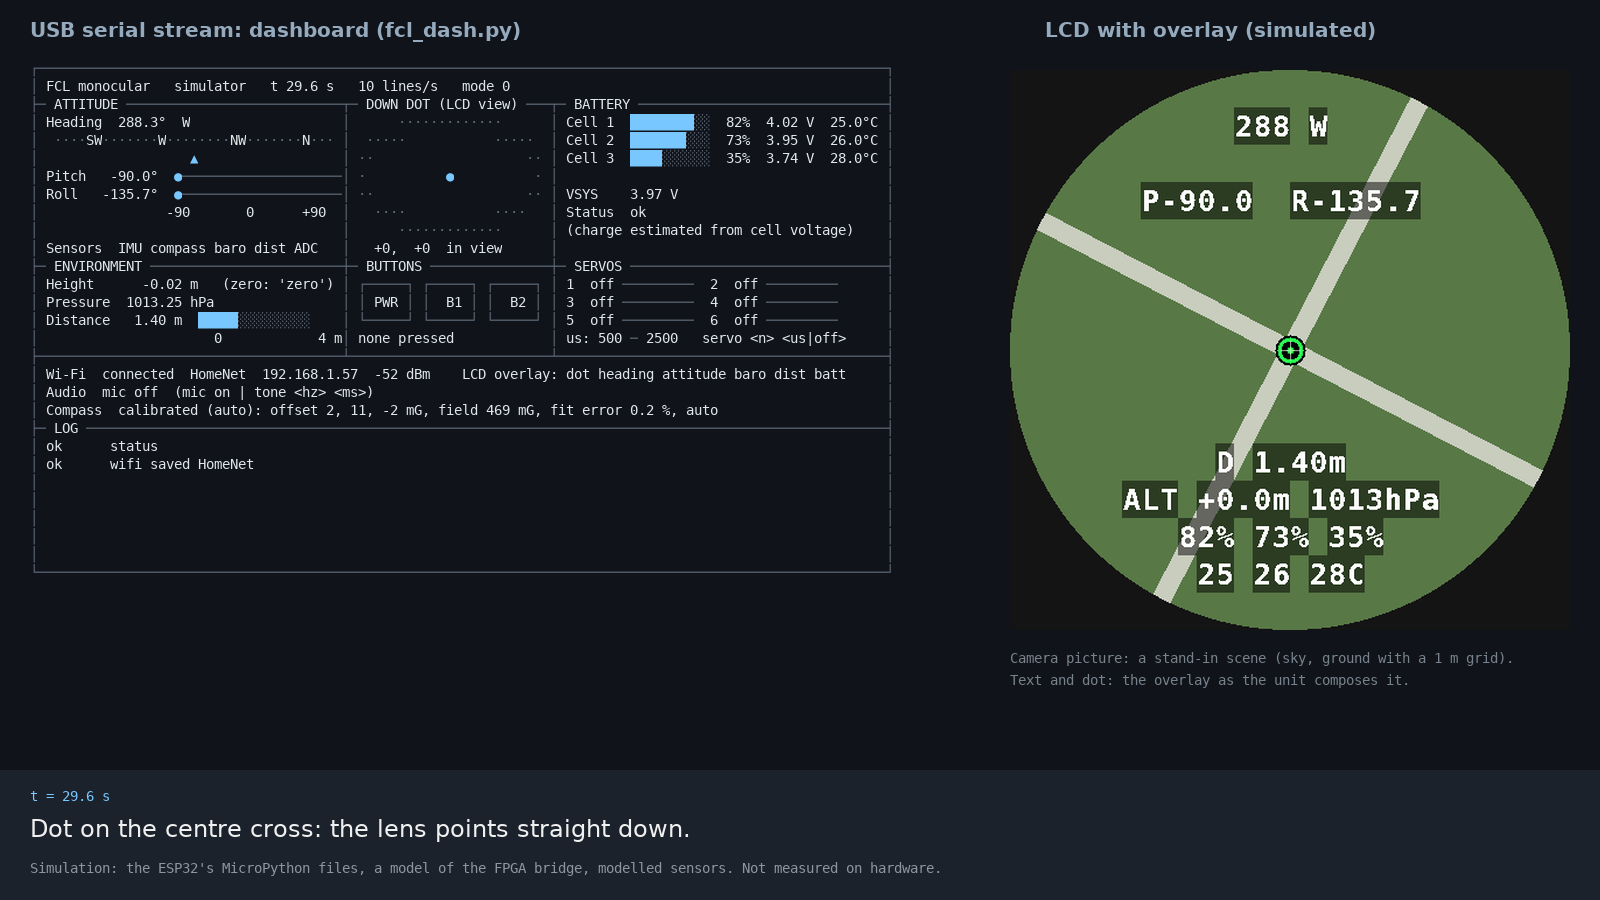 USB serial stream: dashboard (fcl_dash.py)
FCL monocular   simulator   t 29.6 s   10 lines/s   mode 0
ATTITUDE   DOWN DOT (LCD view)   BATTERY
Heading  288.3°  W   Cell 1   82%  4.02 V  25.0°C
SW   W   NW   N   Cell 2   73%  3.95 V  26.0°C
Cell 3   35%  3.74 V  28.0°C
Pitch   -90.0°
Roll   -135.7°   VSYS   3.97 V
-90   0   +90   Status  ok
(charge estimated from cell voltage)
Sensors  IMU compass baro dist ADC   +0,  +0  in view
ENVIRONMENT   BUTTONS   SERVOS
Height   -0.02 m   (zero: 'zero')   1  off   2  off
Pressure  1013.25 hPa   PWR   B1   B2   3  off   4  off
Distance   1.40 m   5  off   6  off
0   4 m   none pressed   us: 500 — 2500   servo <n> <us|off>
Wi-Fi  connected  HomeNet  192.168.1.57  -52 dBm    LCD overlay: dot heading attitude baro dist batt
Audio  mic off  (mic on | tone <hz> <ms>)
Compass  calibrated (auto): offset 2, 11, -2 mG, field 469 mG, fit error 0.2 %, auto
LOG
ok      status
ok      wifi saved HomeNet
LCD with overlay (simulated)
288 W
P-90.0  R-135.7
D 1.40m
ALT +0.0m 1013hPa
82% 73% 35%
25 26 28C
Camera picture: a stand-in scene (sky, ground with a 1 m grid).
Text and dot: the overlay as the unit composes it.
t = 29.6 s
Dot on the centre cross: the lens points straight down.
Simulation: the ESP32's MicroPython files, a model of the FPGA bridge, modelled sensors. Not measured on hardware.